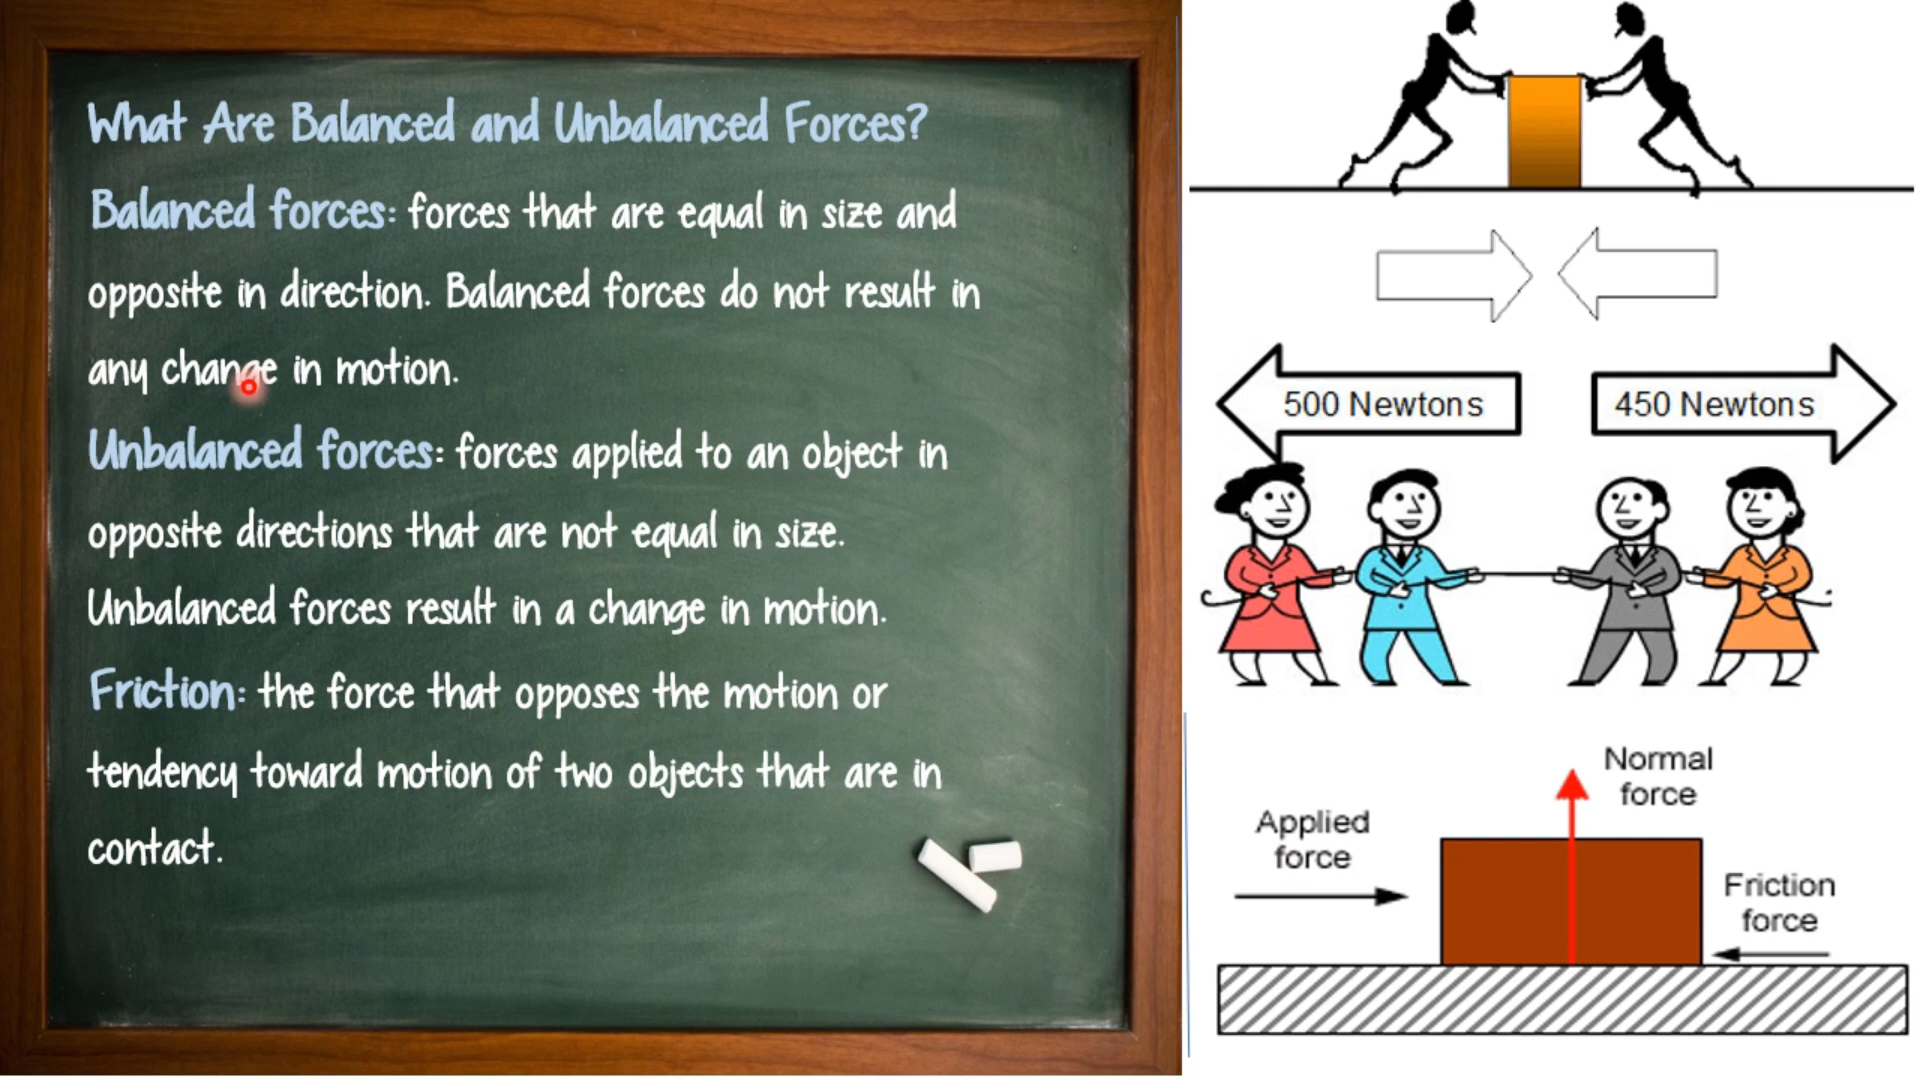 What Are Balanced and Unbalanced Forces?
Balanced forces: forces that are equal in size and
opposite in direction. Balanced forces do not result in
any change in motion.
Unbalanced forces: forces applied to an object in
opposite directions that are not equal in size.
Unbalanced forces result in a change in motion.
Friction: the force that opposes the motion or
tendency toward motion of two objects that are in
contact.
500 Newtons
450 Newtons
Normal
force
Applied
force
Friction
force